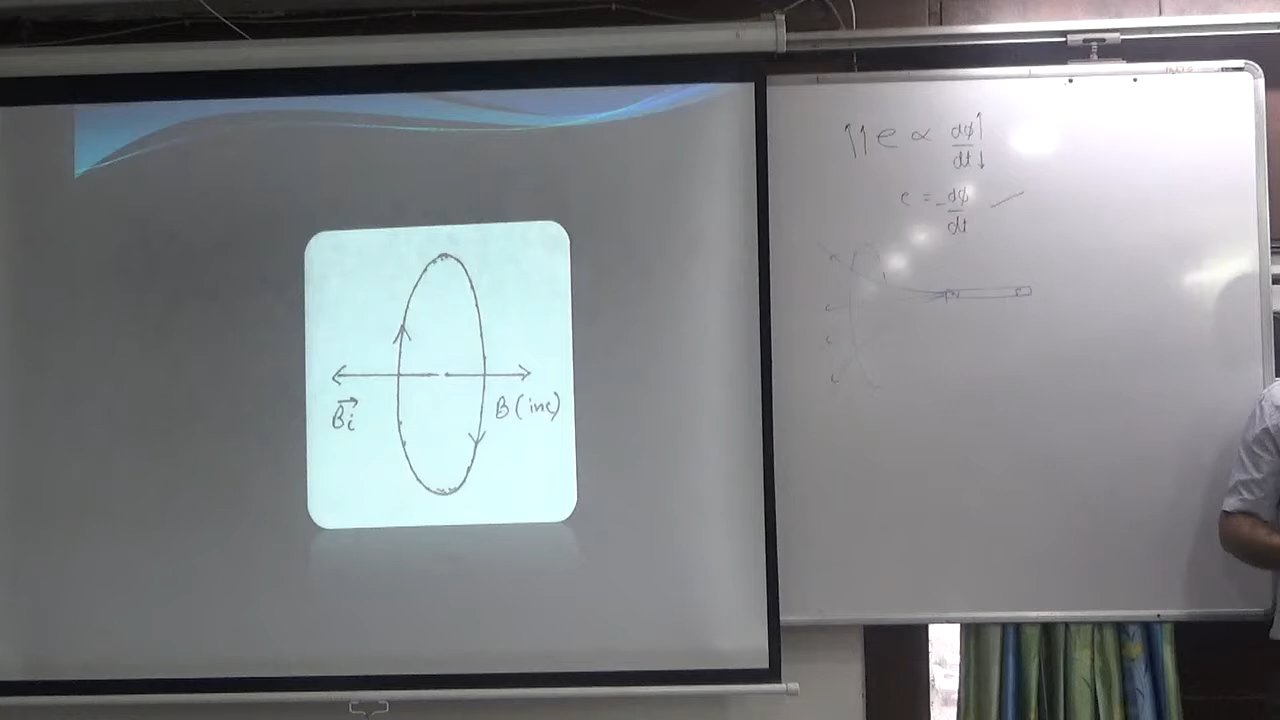 B⃗i
B (inc)
↑↑ e ∝ dφ↑/dt↓
e = -dφ/dt
N S